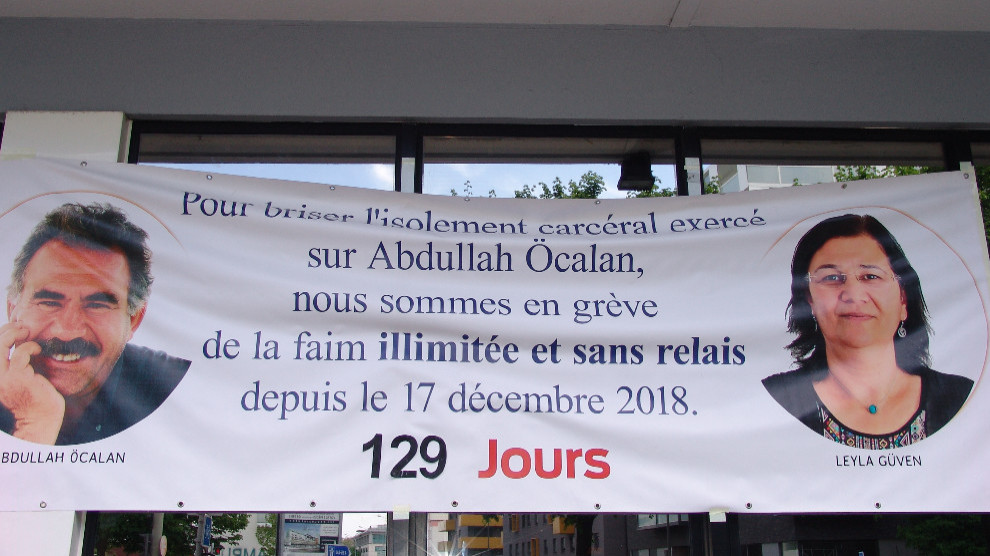 Pour briser l'isolement carcéral exercé
sur Abdullah Öcalan,
nous sommes en grève
de la faim illimitée et sans relais
depuis le 17 décembre 2018.
129 Jours
BDULLAH ÖCALAN
LEYLA GÜVEN